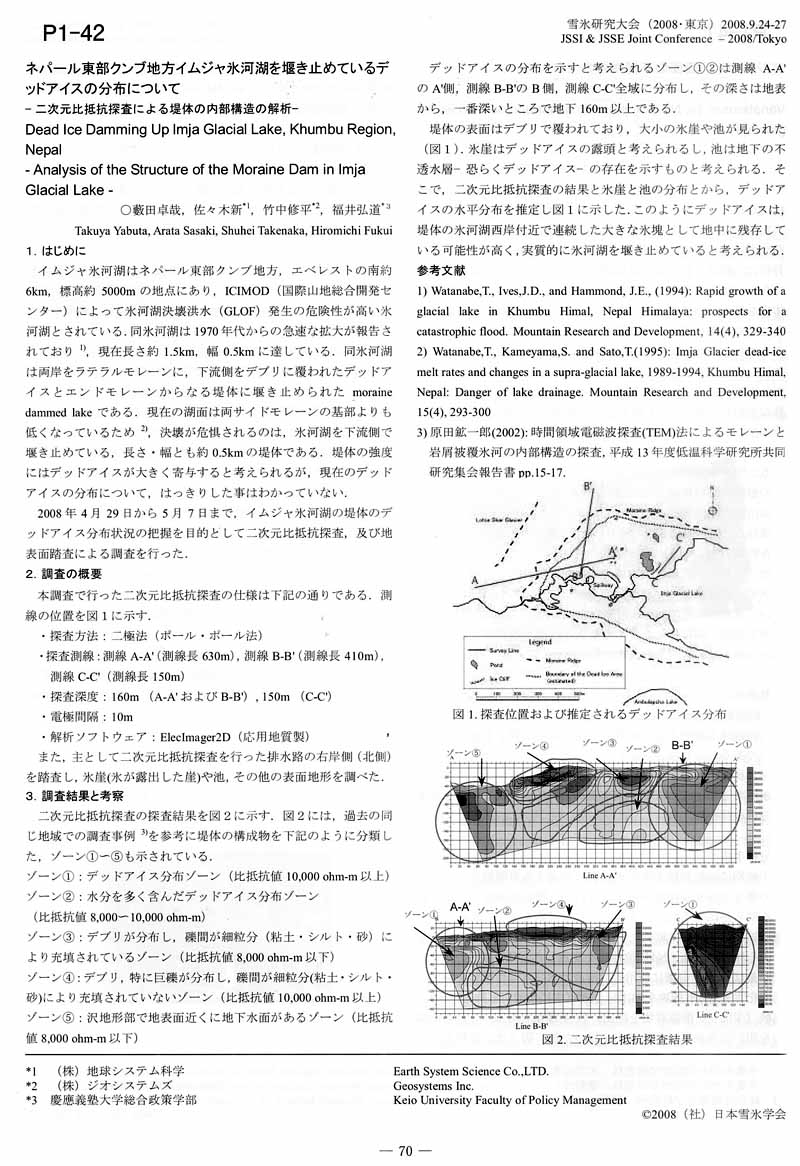 P1-42
雪氷研究大会（2008･東京）2008.9.24-27
JSSI & JSSE Joint Conference – 2008/Tokyo
ネパール東部クンブ地方イムジャ氷河湖を堰き止めているデ
ッドアイスの分布について
- 二次元比抵抗探査による堤体の内部構造の解析-
Dead Ice Damming Up Imja Glacial Lake, Khumbu Region,
Nepal
- Analysis of the Structure of the Moraine Dam in Imja
Glacial Lake -
○藪田卓哉，佐々木新*1，竹中修平*2，福井弘道*3
Takuya Yabuta, Arata Sasaki, Shuhei Takenaka, Hiromichi Fukui
1. はじめに
イムジャ氷河湖はネパール東部クンブ地方，エベレストの南約
6km，標高約 5000m の地点にあり，ICIMOD（国際山地総合開発セ
ンター）によって氷河湖決壊洪水（GLOF）発生の危険性が高い氷
河湖とされている．同氷河湖は 1970 年代からの急速な拡大が報告さ
れており 1)，現在長さ約 1.5km，幅 0.5km に達している．同氷河湖
は両岸をラテラルモレーンに，下流側をデブリに覆われたデッドア
イスとエンドモレーンからなる堤体に堰き止められた moraine
dammed lake である．現在の湖面は両サイドモレーンの基部よりも
低くなっているため 2)，決壊が危惧されるのは，氷河湖を下流側で
堰き止めている，長さ・幅とも約 0.5km の堤体である．堤体の強度
にはデッドアイスが大きく寄与すると考えられるが，現在のデッド
アイスの分布について，はっきりした事はわかっていない．
2008 年 4 月 29 日から 5 月 7 日まで，イムジャ氷河湖の堤体のデ
ッドアイス分布状況の把握を目的として二次元比抵抗探査，及び地
表面踏査による調査を行った．
2. 調査の概要
本調査で行った二次元比抵抗探査の仕様は下記の通りである．測
線の位置を図１に示す．
・探査方法：二極法（ポール・ポール法）
・探査測線：測線 A-A'（測線長 630m），測線 B-B'（測線長 410m），
測線 C-C'（測線長 150m）
・探査深度：160m （A-A' および B-B'），150m （C-C'）
・電極間隔：10m
・解析ソフトウェア：ElecImager2D（応用地質製）
また，主として二次元比抵抗探査を行った排水路の右岸側（北側）
を踏査し，氷崖（氷が露出した崖）や池，その他の表面地形を調べた．
3. 調査結果と考察
二次元比抵抗探査の探査結果を図２に示す．図２には，過去の同
じ地域での調査事例 3)を参考に堤体の構成物を下記のように分類し
た，ゾーン①～⑤も示されている．
ゾーン①：デッドアイス分布ゾーン（比抵抗値 10,000 ohm-m 以上）
ゾーン②：水分を多く含んだデッドアイス分布ゾーン
（比抵抗値 8,000～10,000 ohm-m）
ゾーン③：デブリが分布し，礫間が細粒分（粘土・シルト・砂）に
より充填されているゾーン（比抵抗値 8,000 ohm-m 以下）
ゾーン④：デブリ，特に巨礫が分布し，礫間が細粒分(粘土・シルト・
砂)により充填されていないゾーン（比抵抗値 10,000 ohm-m 以上）
ゾーン⑤：沢地形部で地表面近くに地下水面があるゾーン（比抵抗
値 8,000 ohm-m 以下）
デッドアイスの分布を示すと考えられるゾーン①②は測線 A-A'
の A'側，測線 B-B'の B 側，測線 C-C'全域に分布し，その深さは地表
から，一番深いところで地下 160m 以上である．
堤体の表面はデブリで覆われており，大小の氷崖や池が見られた
（図１）．氷崖はデッドアイスの露頭と考えられるし，池は地下の不
透水層- 恐らくデッドアイス- の存在を示すものと考えられる．そ
こで，二次元比抵抗探査の結果と氷崖と池の分布とから，デッドア
イスの水平分布を推定し図１に示した．このようにデッドアイスは，
堤体の氷河湖西岸付近で連続した大きな氷塊として地中に残存して
いる可能性が高く，実質的に氷河湖を堰き止めていると考えられる．
参考文献
1) Watanabe,T., Ives,J.D., and Hammond, J.E., (1994): Rapid growth of a
glacial lake in Khumbu Himal, Nepal Himalaya: prospects for a
catastrophic flood. Mountain Research and Development, 14(4), 329-340
2) Watanabe,T., Kameyama,S. and Sato,T.(1995): Imja Glacier dead-ice
melt rates and changes in a supra-glacial lake, 1989-1994, Khumbu Himal,
Nepal: Danger of lake drainage. Mountain Research and Development,
15(4), 293-300
3) 原田鉱一郎(2002): 時間領域電磁波探査(TEM)法によるモレーンと
岩屑被覆氷河の内部構造の探査, 平成 13 年度低温科学研究所共同
研究集会報告書 pp.15-17.
B'
N
Lhotse Shar Glacier
Moraine Ridge
A'
C'
A
B
C
Spillway
Imja Glacial Lake
Legend
Survey Line
Moraine Ridge
Pond
Ice Cliff
Boundary of the Dead Ice Area
(estimated)
0 100 200 300 400 500m
Ambulapcha Lake
図 1. 探査位置および推定されるデッドアイス分布
ゾーン⑤ ゾーン④ ゾーン③ ゾーン② B-B' ゾーン①
A A'
Line A-A'
ゾーン① A-A' ゾーン② ゾーン④ ゾーン③ ゾーン①
B B' C C'
Line B-B'
Line C-C'
図 2. 二次元比抵抗探査結果
*1 （株）地球システム科学 Earth System Science Co.,LTD.
*2 （株）ジオシステムズ Geosystems Inc.
*3 慶應義塾大学総合政策学部 Keio University Faculty of Policy Management
©2008（社）日本雪氷学会
— 70 —